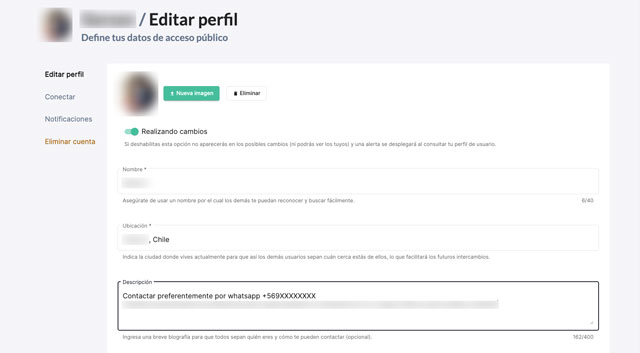 / Editar perfil
Define tus datos de acceso público
Editar perfil
Conectar
Notificaciones
Eliminar cuenta
Nueva imagen
Eliminar
Realizando cambios
Si deshabilitas esta opción no aparecerás en los posibles cambios (ni podrás ver los tuyos) y una alerta se desplegará al consultar tu perfil de usuario.
Nombre *
Asegúrate de usar un nombre por el cual los demás te puedan reconocer y buscar fácilmente.
6/40
Ubicación *
, Chile
Indica la ciudad donde vives actualmente para que así los demás usuarios sepan cuán cerca estás de ellos, lo que facilitará los futuros intercambios.
Descripción
Contactar preferentemente por whatsapp +569XXXXXXXX
Ingresa una breve biografía para que todos sepan quién eres y cómo te pueden contactar (opcional).
162/400